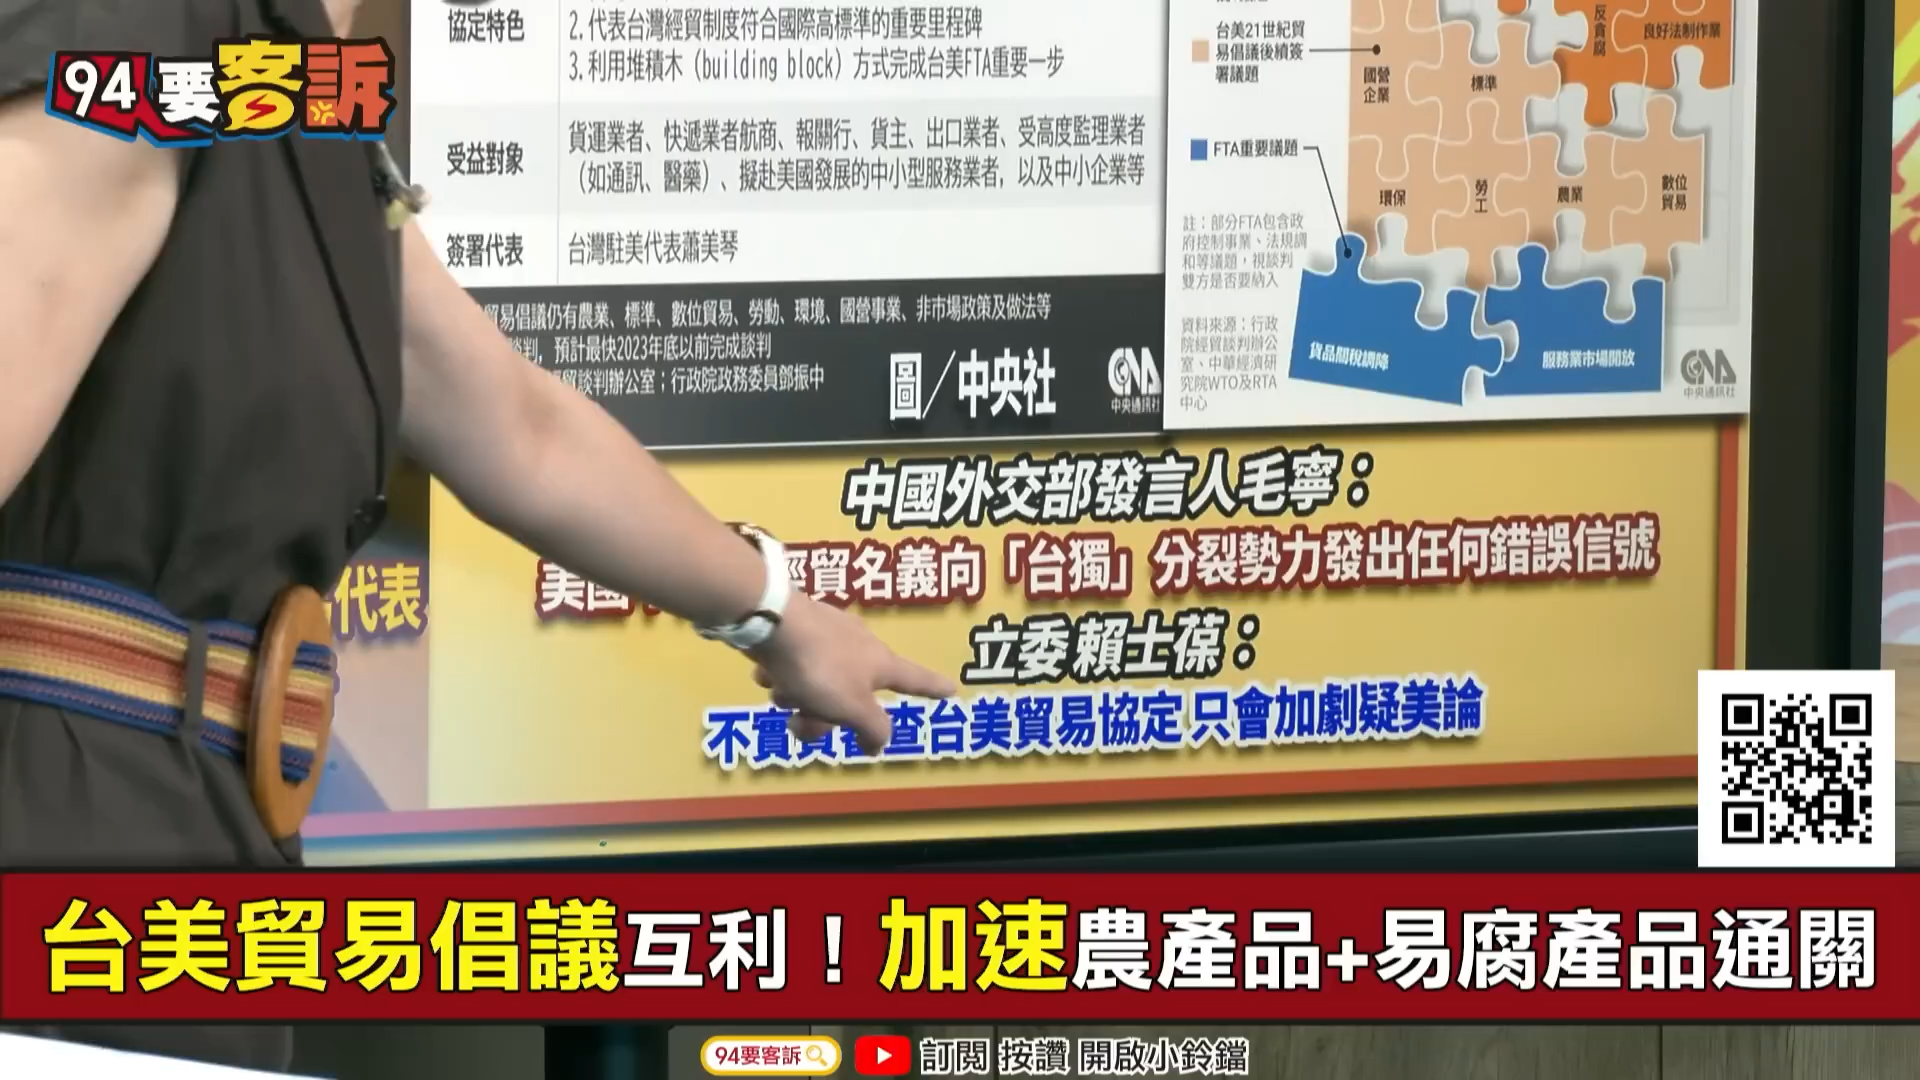 94要客訴
協定特色
2. 代表台灣經貿制度符合國際高標準的重要里程碑
3. 利用堆積木（building block）方式完成台美FTA重要一步
受益對象
貨運業者、快遞業者航商、報關行、貨主、出口業者、受高度監理業者
（如通訊、醫藥）、擬赴美國發展的中小型服務業者，以及中小企業等
簽署代表
台灣駐美代表蕭美琴
貿易倡議仍有農業、標準、數位貿易、勞動、環境、國營事業、非市場政策及做法等
談判，預計最快2023年底以前完成談判
經貿談判辦公室；行政院政務委員鄧振中
圖／中央社
CNA
中央通訊社
台美21世紀貿
易倡議後續簽
署議題
FTA重要議題
反貪腐
良好法制作業
國營
企業
標準
環保
勞工
農業
數位
貿易
註：部分FTA包含政
府控制事業、法規調
和等議題，視談判
雙方是否要納入
資料來源：行政
院經貿談判辦公
室、中華經濟研
究院WTO及RTA
中心
貨品關稅調降
服務業市場開放
CNA
中央通訊社
中國外交部發言人毛寧：
美國
經貿名義向「台獨」分裂勢力發出任何錯誤信號
代表
立委賴士葆：
不實質審查台美貿易協定 只會加劇疑美論
台美貿易倡議互利！加速農產品+易腐產品通關
94要客訴
訂閱 按讚 開啟小鈴鐺